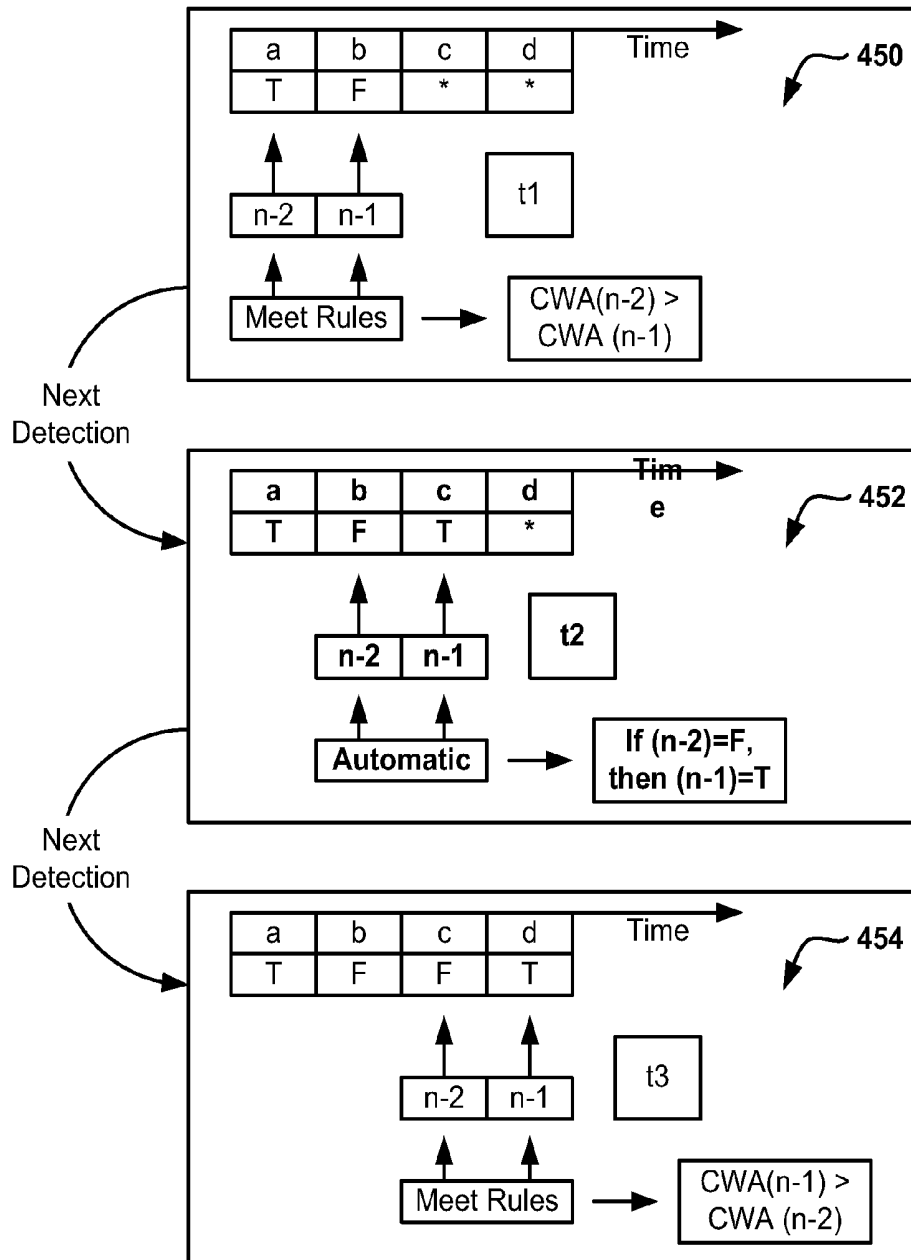 a b c d
Time
450
T F * *
t1
n-2 n-1
Meet Rules
CWA(n-2) >
CWA (n-1)
Next
Detection
a b c d
Tim
e
452
T F T *
t2
n-2 n-1
Automatic
If (n-2)=F,
then (n-1)=T
Next
Detection
a b c d
Time
454
T F F T
t3
n-2 n-1
Meet Rules
CWA(n-1) >
CWA (n-2)